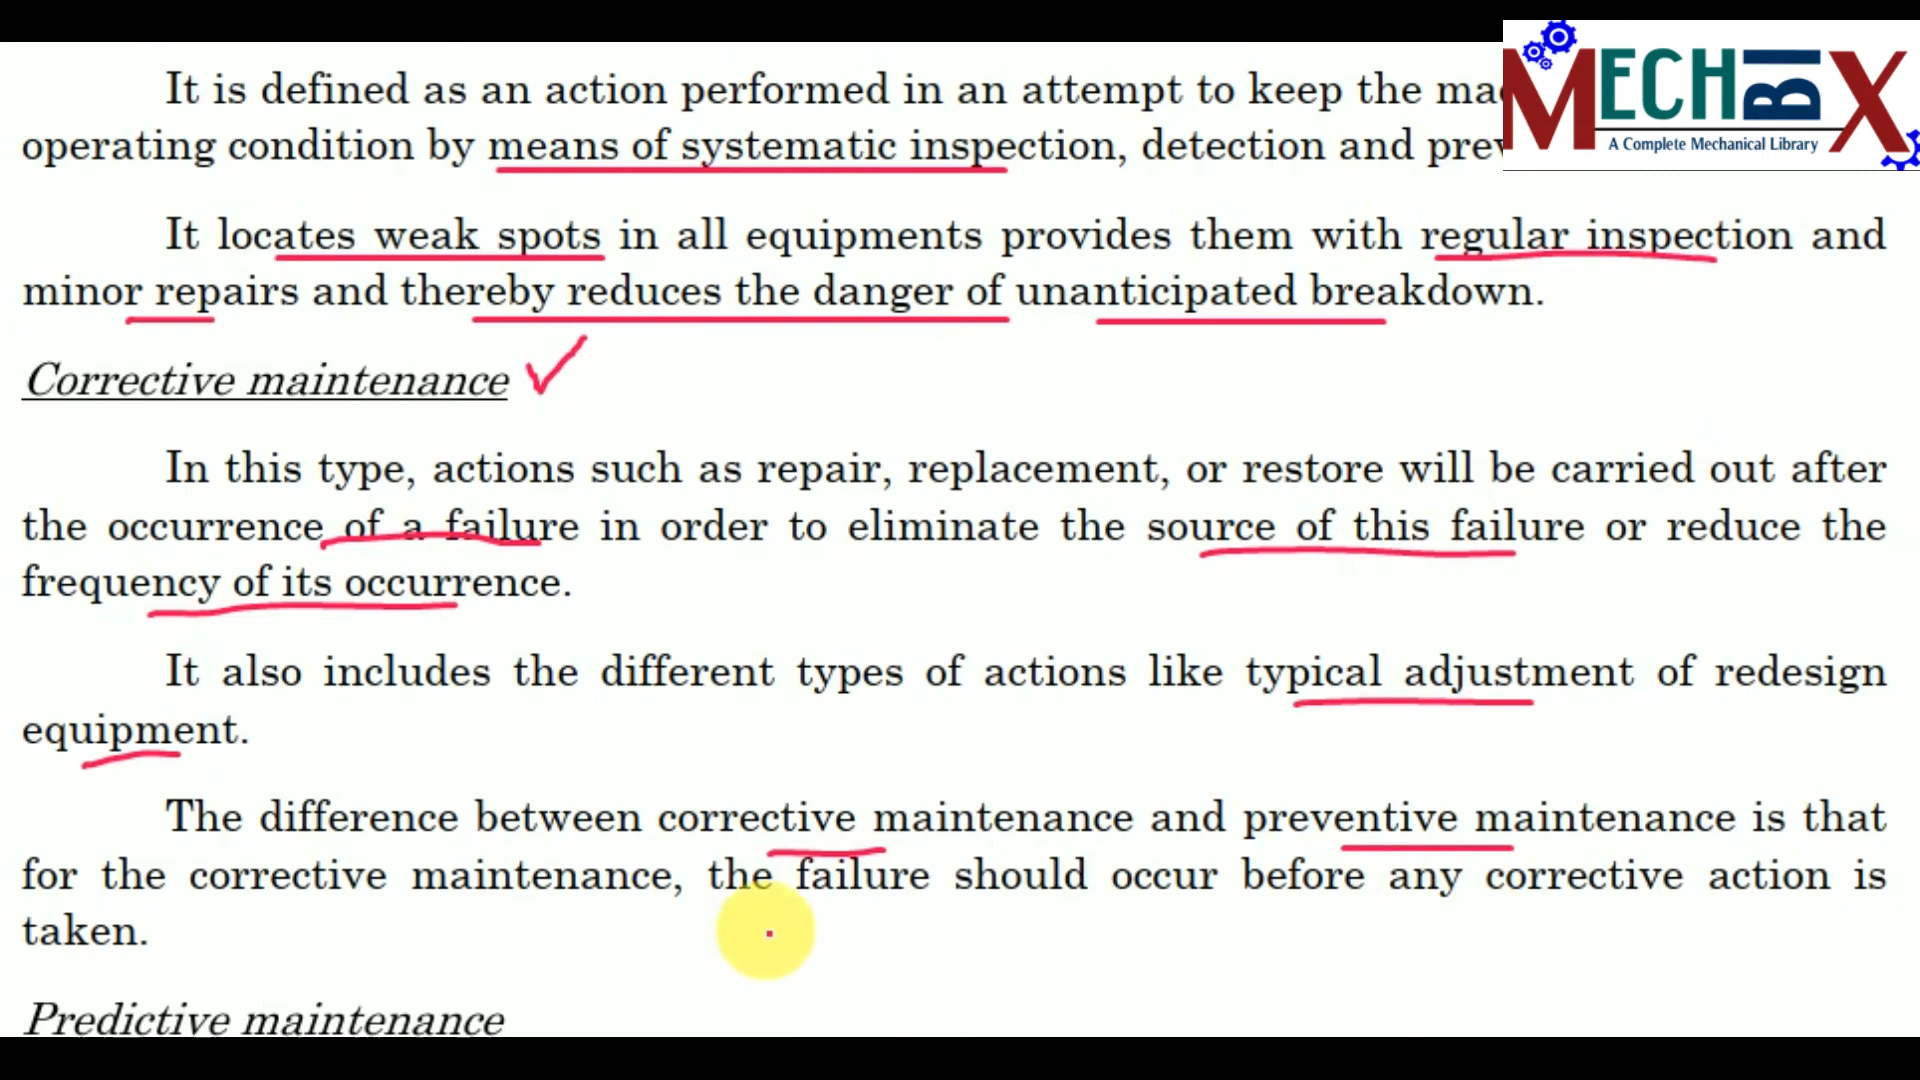 It is defined as an action performed in an attempt to keep the
operating condition by means of systematic inspection, detection and
It locates weak spots in all equipments provides them with regular inspection and
minor repairs and thereby reduces the danger of unanticipated breakdown.
Corrective maintenance
In this type, actions such as repair, replacement, or restore will be carried out after
the occurrence of a failure in order to eliminate the source of this failure or reduce the
frequency of its occurrence.
It also includes the different types of actions like typical adjustment of redesign
equipment.
The difference between corrective maintenance and preventive maintenance is that
for the corrective maintenance, the failure should occur before any corrective action is
taken.
Predictive maintenance
MECHBIX
A Complete Mechanical Library